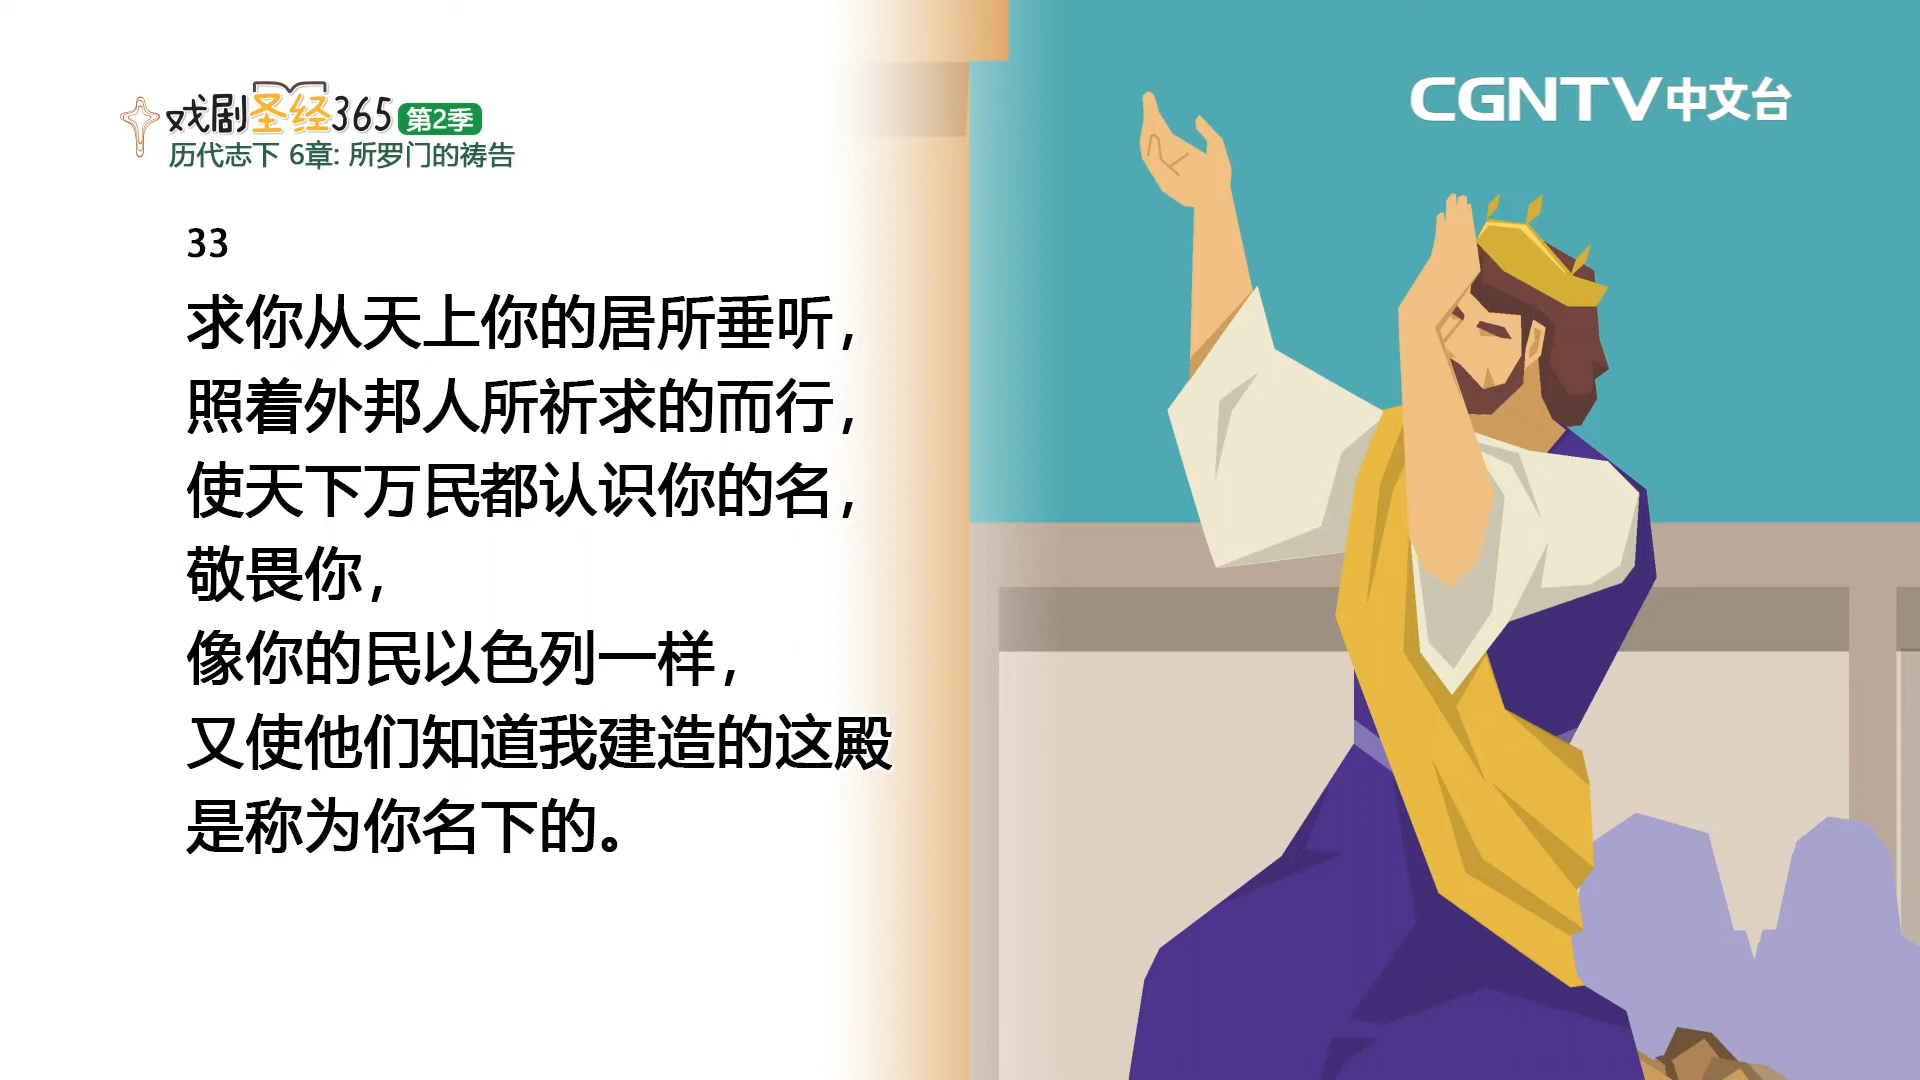 戏剧圣经365 第2季
历代志下 6章: 所罗门的祷告
CGNTV中文台
33
求你从天上你的居所垂听，
照着外邦人所祈求的而行，
使天下万民都认识你的名，
敬畏你，
像你的民以色列一样，
又使他们知道我建造的这殿
是称为你名下的。